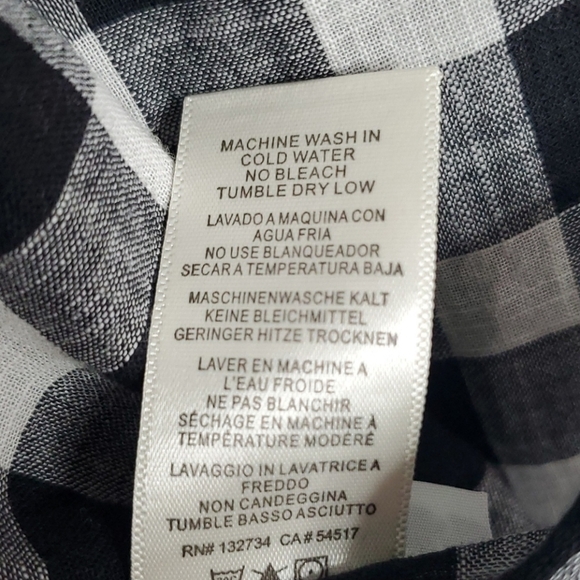 MACHINE WASH IN
COLD WATER
NO BLEACH
TUMBLE DRY LOW
LAVADO A MAQUINA CON
AGUA FRIA
NO USE BLANQUEADOR
SECAR A TEMPERATURA BAJA
MASCHINENWASCHE KALT
KEINE BLEICHMITTEL
GERINGER HITZE TROCKNEN
LAVER EN MACHINE A
L'EAU FROIDE
NE PAS BLANCHIR
SÉCHAGE EN MACHINE À
TEMPÉRATURE MODÉRÉ
LAVAGGIO IN LAVATRICE A
FREDDO
NON CANDEGGINA
TUMBLE BASSO ASCIUTTO
RN# 132734 CA# 54517